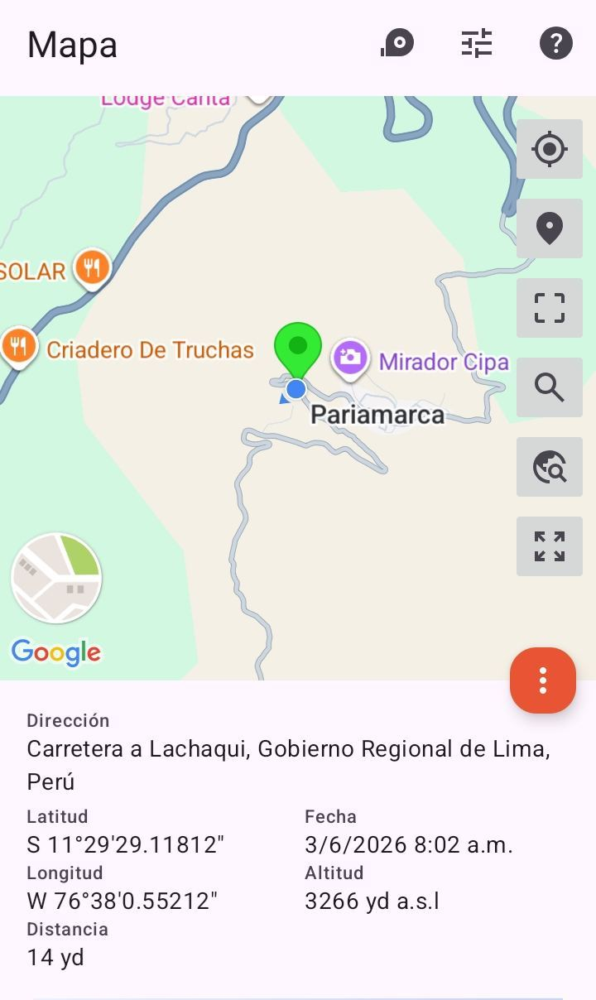 Mapa
Lodge Canta
SOLAR
Criadero De Truchas
Mirador Cipa
Pariamarca
Google
Dirección
Carretera a Lachaqui, Gobierno Regional de Lima,
Perú
Latitud
Fecha
S 11°29'29.11812"
3/6/2026 8:02 a.m.
Longitud
Altitud
W 76°38'0.55212"
3266 yd a.s.l
Distancia
14 yd